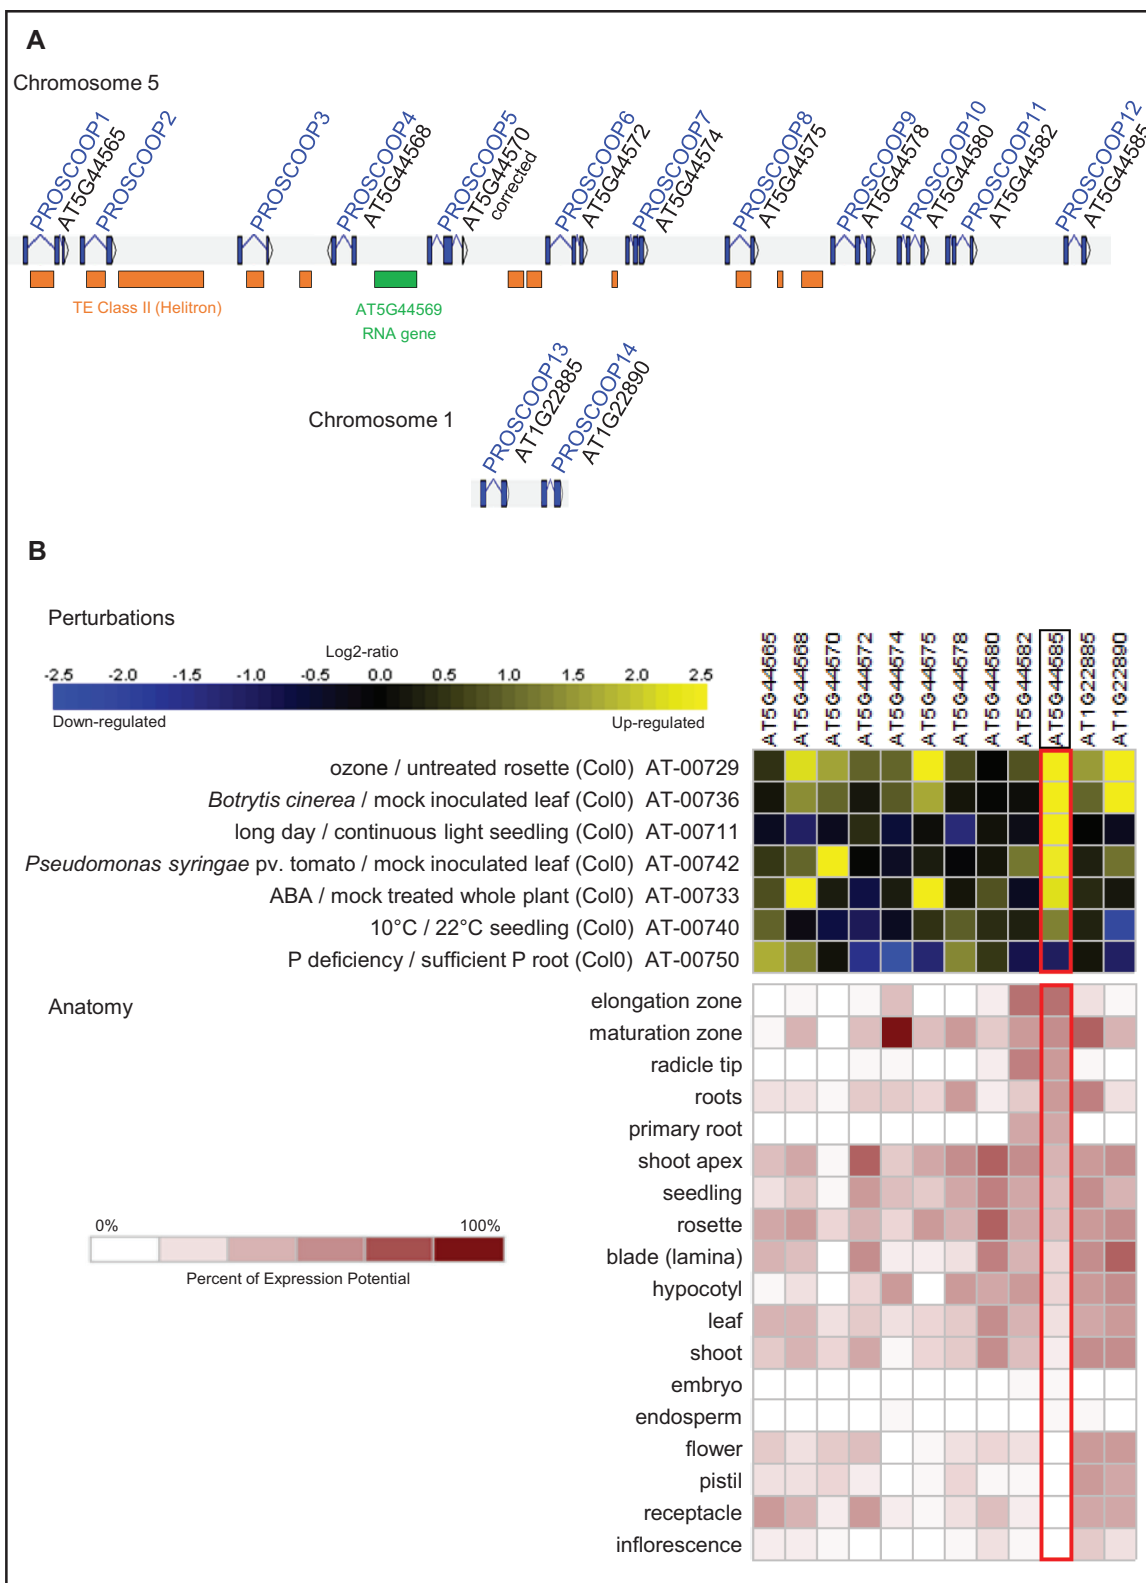 A
Chromosome 5
PROSCOOP1
AT5G44565
PROSCOOP2
PROSCOOP3
PROSCOOP4
AT5G44568
PROSCOOP5
AT5G44570
corrected
PROSCOOP6
AT5G44572
PROSCOOP7
AT5G44574
PROSCOOP8
AT5G44575
PROSCOOP9
AT5G44578
PROSCOOP10
AT5G44580
PROSCOOP11
AT5G44582
PROSCOOP12
AT5G44585
TE Class II (Helitron)
AT5G44569
RNA gene
Chromosome 1
PROSCOOP13
AT1G22885
PROSCOOP14
AT1G22890
B
Perturbations
Log2-ratio
-2.5 -2.0 -1.5 -1.0 -0.5 0.0 0.5 1.0 1.5 2.0 2.5
Down-regulated Up-regulated
AT5G44565
AT5G44568
AT5G44570
AT5G44572
AT5G44574
AT5G44575
AT5G44578
AT5G44580
AT5G44582
AT5G44585
AT1G22885
AT1G22890
ozone / untreated rosette (Col0) AT-00729
Botrytis cinerea / mock inoculated leaf (Col0) AT-00736
long day / continuous light seedling (Col0) AT-00711
Pseudomonas syringae pv. tomato / mock inoculated leaf (Col0) AT-00742
ABA / mock treated whole plant (Col0) AT-00733
10°C / 22°C seedling (Col0) AT-00740
P deficiency / sufficient P root (Col0) AT-00750
Anatomy
elongation zone
maturation zone
radicle tip
roots
primary root
shoot apex
seedling
rosette
blade (lamina)
hypocotyl
leaf
shoot
embryo
endosperm
flower
pistil
receptacle
inflorescence
0% 100%
Percent of Expression Potential